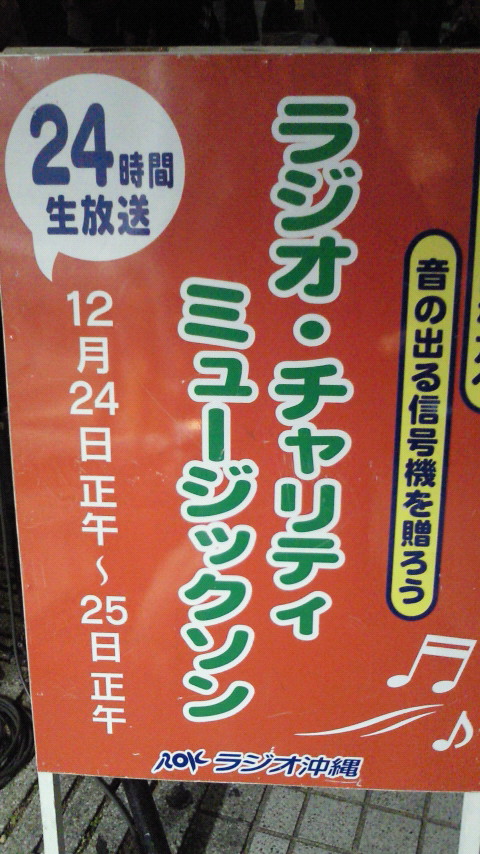 音の出る信号機を贈ろう
ラジオ・チャリティ
ミュージックソン
24時間
生放送
12月24日正午～25日正午
ROK ラジオ沖縄